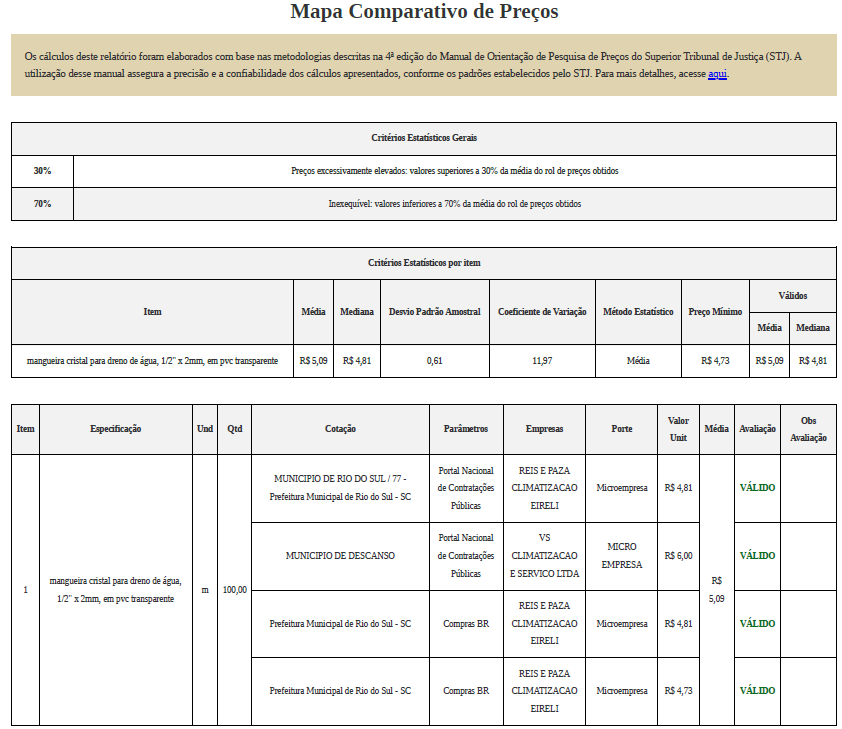 Mapa Comparativo de Preços
Os cálculos deste relatório foram elaborados com base nas metodologias descritas na 4ª edição do Manual de Orientação de Pesquisa de Preços do Superior Tribunal de Justiça (STJ). A
utilização desse manual assegura a precisão e a confiabilidade dos cálculos apresentados, conforme os padrões estabelecidos pelo STJ. Para mais detalhes, acesse aqui.
Critérios Estatísticos Gerais
30% Preços excessivamente elevados: valores superiores a 30% da média do rol de preços obtidos
70% Inexequível: valores inferiores a 70% da média do rol de preços obtidos
Critérios Estatísticos por item
Item Média Mediana Desvio Padrão Amostral Coeficiente de Variação Método Estatístico Preço Mínimo Válidos
Média Mediana
mangueira cristal para dreno de água, 1/2" x 2mm, em pvc transparente R$ 5,09 R$ 4,81 0,61 11,97 Média R$ 4,73 R$ 5,09 R$ 4,81
Item Especificação Und Qtd Cotação Parâmetros Empresas Porte Valor Unit Média Avaliação Obs Avaliação
1
mangueira cristal para dreno de água,
1/2" x 2mm, em pvc transparente
m
100,00
MUNICIPIO DE RIO DO SUL / 77 -
Prefeitura Municipal de Rio do Sul - SC
Portal Nacional
de Contratações
Públicas
REIS E PAZA
CLIMATIZACAO
EIRELI
Microempresa
R$ 4,81
R$
5,09
VÁLIDO
MUNICIPIO DE DESCANSO
Portal Nacional
de Contratações
Públicas
VS
CLIMATIZACAO
E SERVICO LTDA
MICRO
EMPRESA
R$ 6,00
VÁLIDO
Prefeitura Municipal de Rio do Sul - SC
Compras BR
REIS E PAZA
CLIMATIZACAO
EIRELI
Microempresa
R$ 4,81
VÁLIDO
Prefeitura Municipal de Rio do Sul - SC
Compras BR
REIS E PAZA
CLIMATIZACAO
EIRELI
Microempresa
R$ 4,73
VÁLIDO